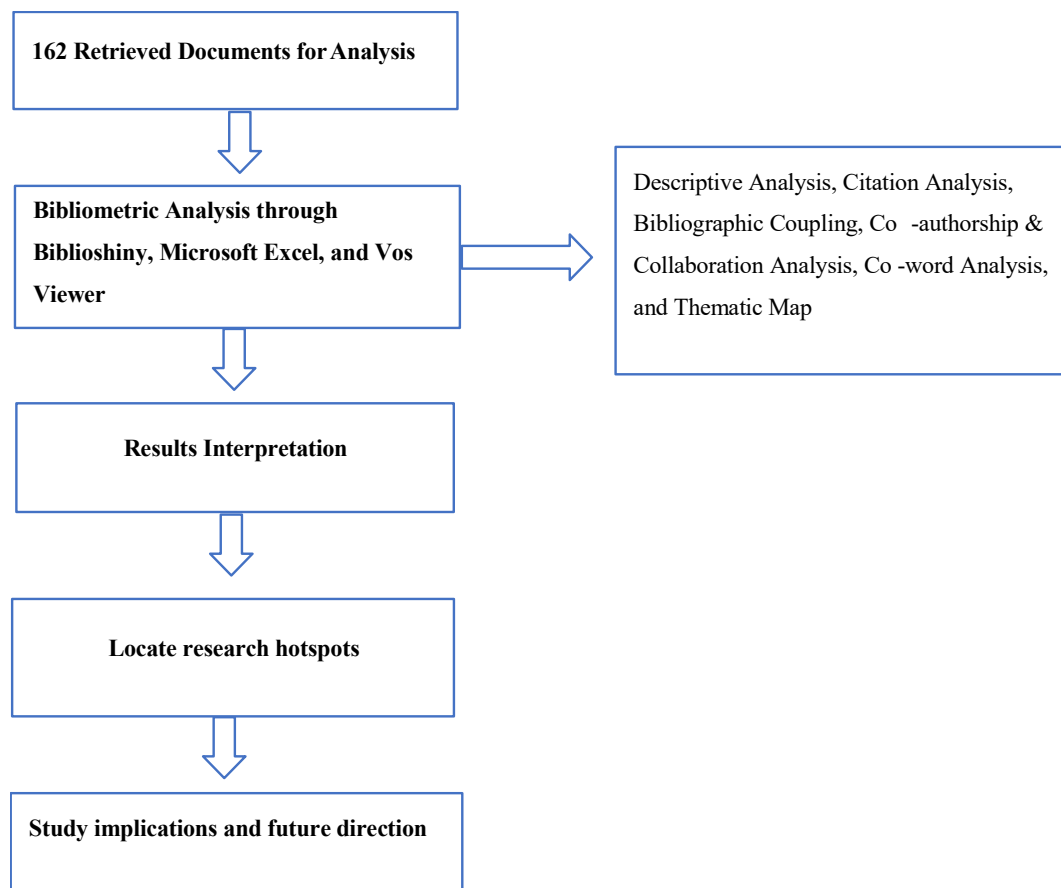 162 Retrieved Documents for Analysis
Bibliometric Analysis through
Biblioshiny, Microsoft Excel, and Vos
Viewer
Descriptive Analysis, Citation Analysis,
Bibliographic Coupling, Co -authorship &
Collaboration Analysis, Co -word Analysis,
and Thematic Map
Results Interpretation
Locate research hotspots
Study implications and future direction